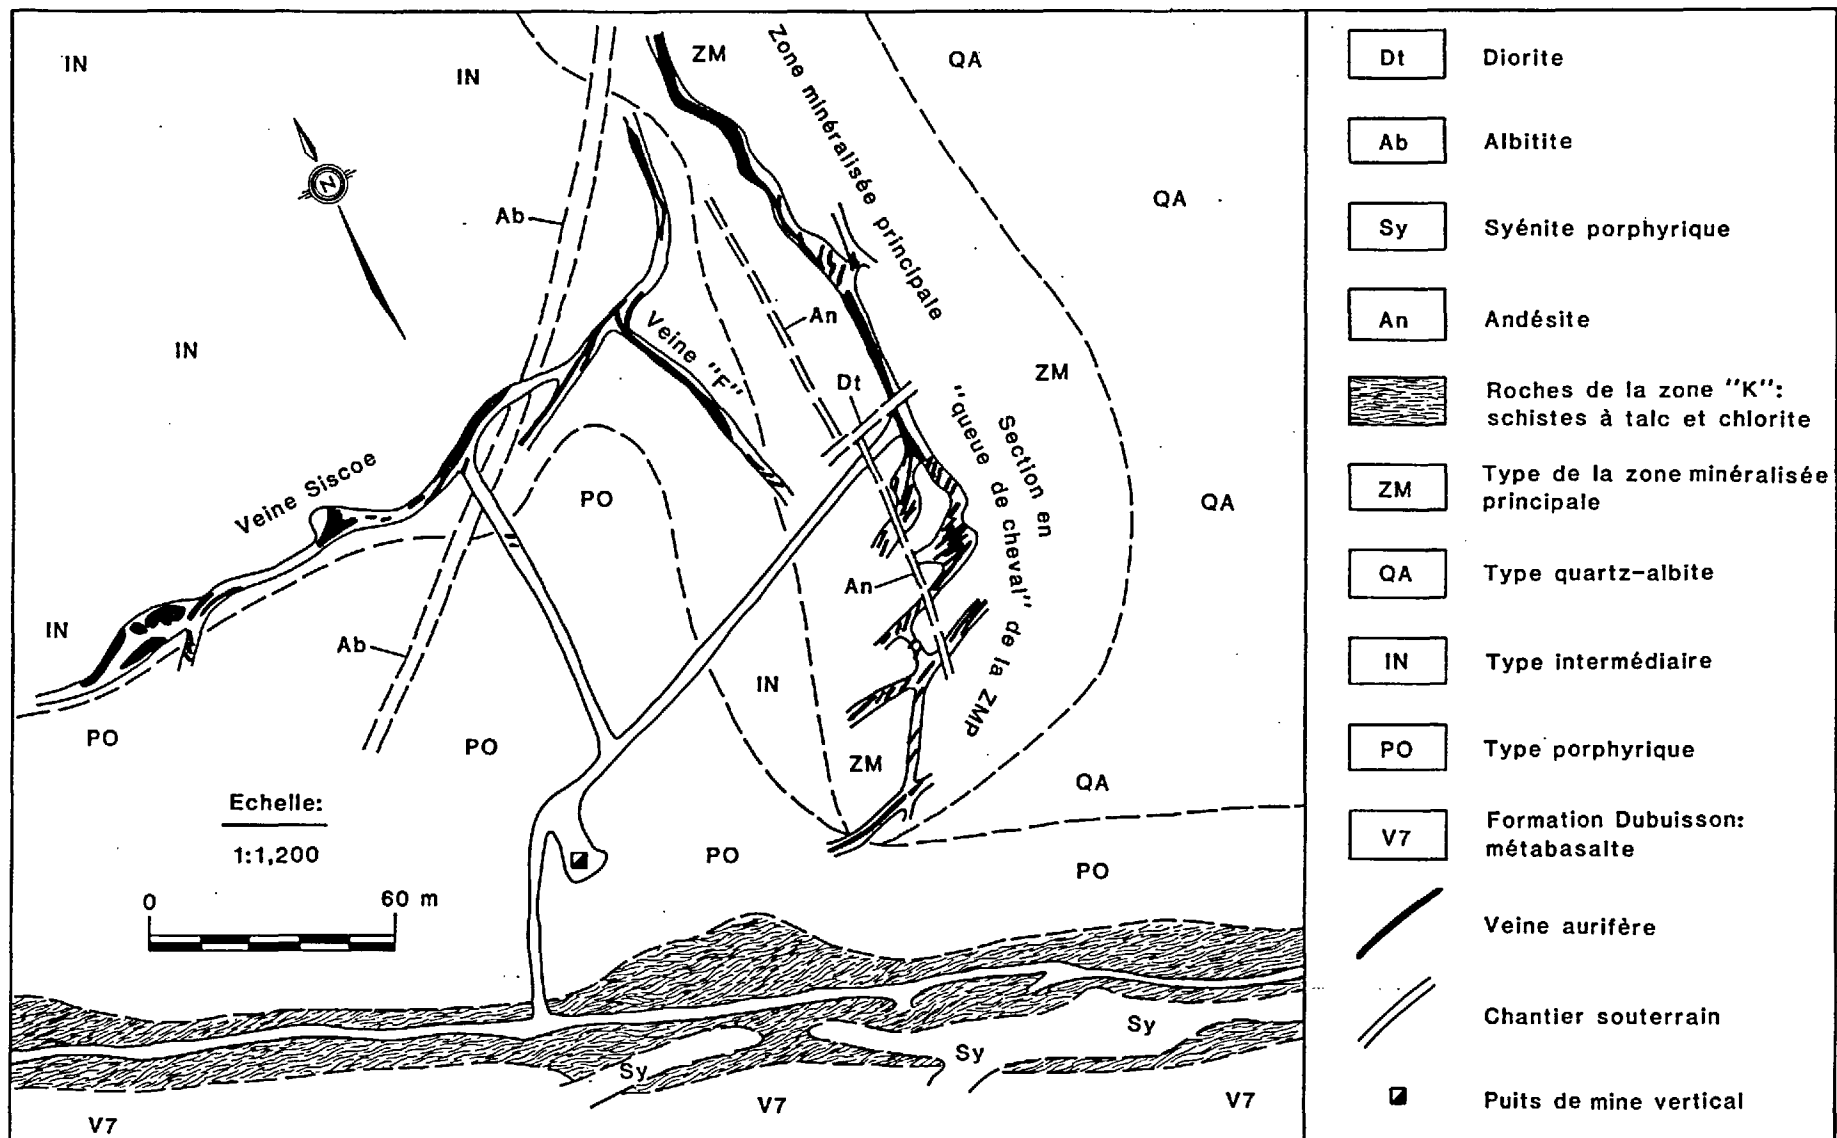 IN
IN
ZM
QA
Zone minéralisée principale
QA
N
Ab
IN
An
Veine "F"
Dt
ZM
Section en
"queue de cheval" de la ZMP
Veine Siscoe
PO
QA
An
IN
Ab
IN
PO
PO
ZM
QA
Echelle:
1:1,200
0
60 m
PO
PO
Sy
Sy
Sy
V7
V7
V7
Dt
Diorite
Ab
Albitite
Sy
Syénite porphyrique
An
Andésite
Roches de la zone "K":
schistes à talc et chlorite
ZM
Type de la zone minéralisée
principale
QA
Type quartz-albite
IN
Type intermédiaire
PO
Type porphyrique
V7
Formation Dubuisson:
métabasalte
Veine aurifère
Chantier souterrain
Puits de mine vertical